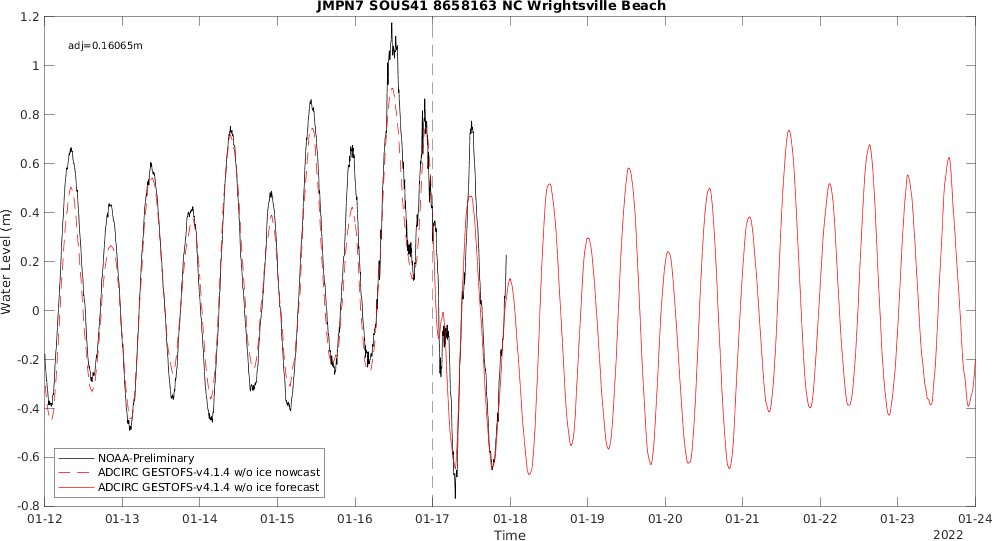 JMPN7 SOUS41 8658163 NC Wrightsville Beach
adj=0.16065m
1.2
1
0.8
0.6
0.4
0.2
0
-0.2
-0.4
-0.6
-0.8
Water Level (m)
NOAA-Preliminary
ADCIRC GESTOFS-v4.1.4 w/o ice nowcast
ADCIRC GESTOFS-v4.1.4 w/o ice forecast
01-12 01-13 01-14 01-15 01-16 01-17 01-18 01-19 01-20 01-21 01-22 01-23 01-24
Time
2022